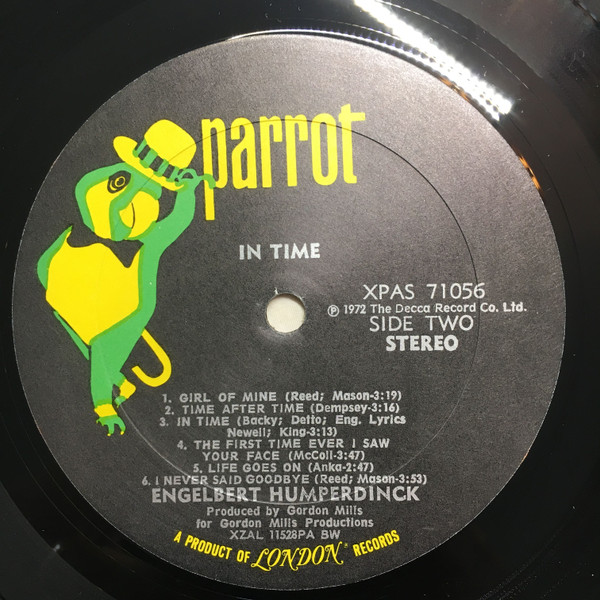 parrot
IN TIME
XPAS 71056
℗ 1972 The Decca Record Co. Ltd.
SIDE TWO
STEREO
1. GIRL OF MINE (Reed; Mason-3:19)
2. TIME AFTER TIME (Dempsey-3:16)
3. IN TIME (Backy; Detto; Eng. Lyrics
Newell; King-3:13)
4. THE FIRST TIME EVER I SAW
YOUR FACE (McColl-3:47)
5. LIFE GOES ON (Anka-2:47)
6. I NEVER SAID GOODBYE (Reed; Mason-3:53)
ENGELBERT HUMPERDINCK
Produced by Gordon Mills
for Gordon Mills Productions
XZAL 11528PA BW
A PRODUCT OF LONDON® RECORDS